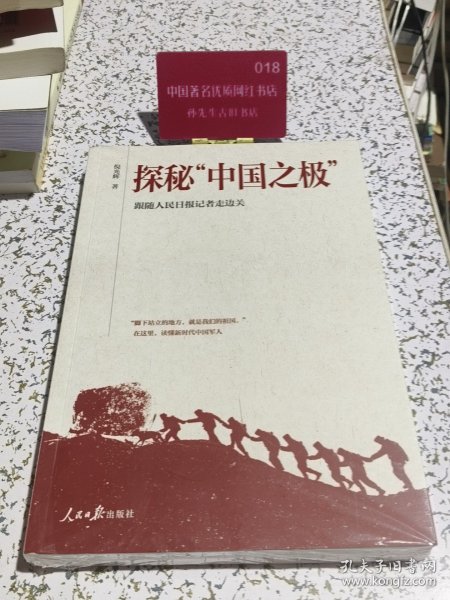 018
中国著名优质网红书店
孙先生古旧书店
探秘“中国之极”
倪光辉 著
跟随人民日报记者走边关
“脚下站立的地方，就是我们的祖国。”
在这里，读懂新时代中国军人
人民日报出版社
孔夫子旧书网
www.kongfz.com